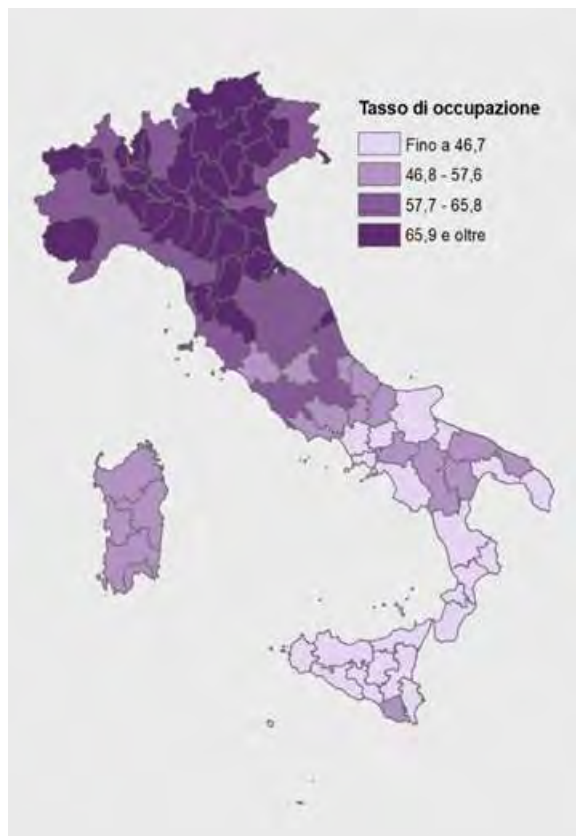 Tasso di occupazione
Fino a 46,7
46,8 - 57,6
57,7 - 65,8
65,9 e oltre